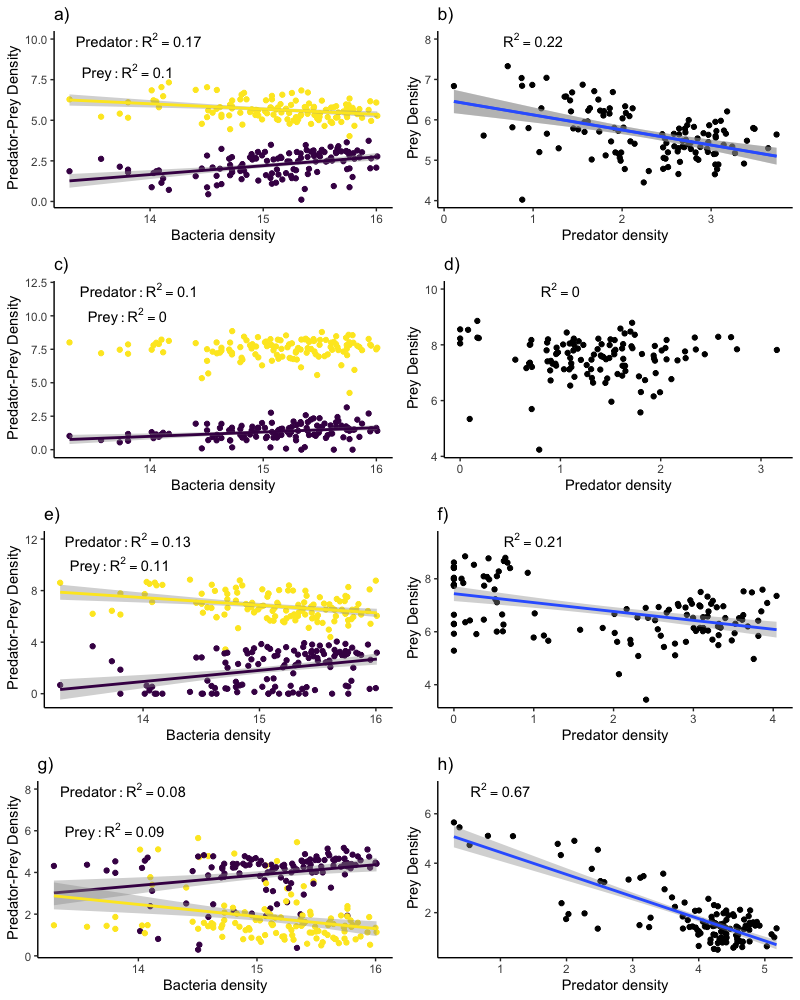 a)
Predator : R² = 0.17
Prey : R² = 0.1
Predator-Prey Density
10.0
7.5
5.0
2.5
0.0
14 15 16
Bacteria density
b)
R² = 0.22
Prey Density
8
7
6
5
4
0 1 2 3
Predator density
c)
Predator : R² = 0.1
Prey : R² = 0
Predator-Prey Density
12.5
10.0
7.5
5.0
2.5
0.0
14 15 16
Bacteria density
d)
R² = 0
Prey Density
10
8
6
4
0 1 2 3
Predator density
e)
Predator : R² = 0.13
Prey : R² = 0.11
Predator-Prey Density
12
8
4
0
14 15 16
Bacteria density
f)
R² = 0.21
Prey Density
8
6
4
0 1 2 3 4
Predator density
g)
Predator : R² = 0.08
Prey : R² = 0.09
Predator-Prey Density
8
6
4
2
0
14 15 16
Bacteria density
h)
R² = 0.67
Prey Density
6
4
2
1 2 3 4 5
Predator density